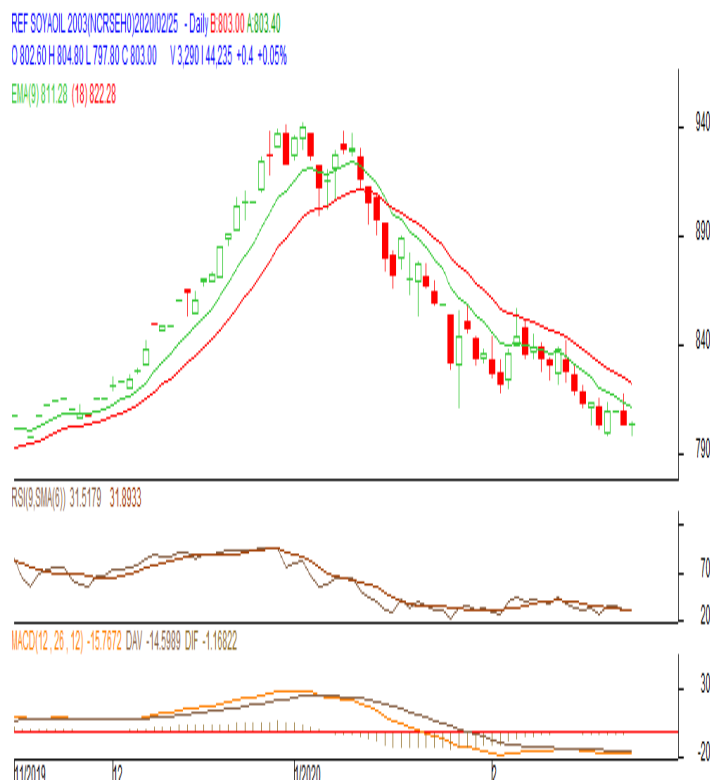 REF SOYAOIL 2003(NCRSEH0)2020/02/25 - Daily B:803.00 A:803.40
O 802.60 H 804.80 L 797.80 C 803.00 V 3,290 I 44,235 +0.4 +0.05%
EMA(9) 811.28 (18) 822.28
940
890
840
790
RSI(9,SMA(6)) 31.5179 31.8933
70
20
MACD(12 , 26 , 12) -15.7672 DAV -14.5989 DIF -1.16822
30
-20
11/2019 12 1/2020 2